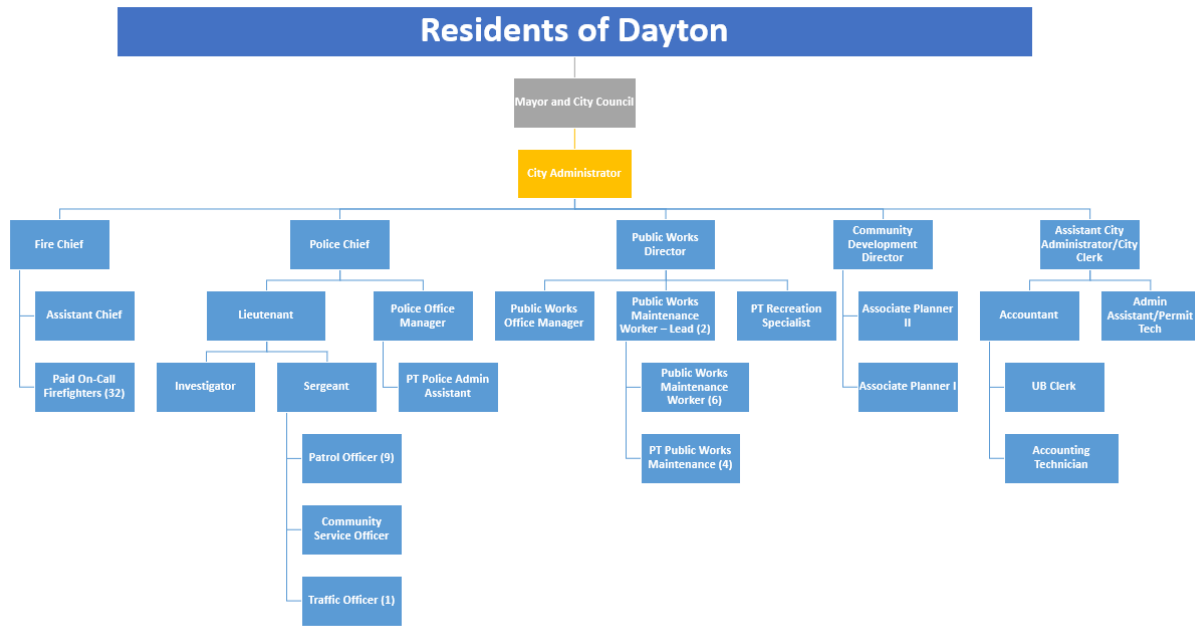 Residents of Dayton
Mayor and City Council
City Administrator
Fire Chief
Police Chief
Public Works
Director
Community
Development
Director
Assistant City
Administrator/City
Clerk
Assistant Chief
Lieutenant
Police Office
Manager
Public Works
Office Manager
Public Works
Maintenance
Worker – Lead (2)
PT Recreation
Specialist
Associate Planner
II
Accountant
Admin
Assistant/Permit
Tech
Paid On-Call
Firefighters (32)
Investigator
Sergeant
PT Police Admin
Assistant
Public Works
Maintenance
Worker (6)
Associate Planner I
UB Clerk
Patrol Officer (9)
PT Public Works
Maintenance (4)
Accounting
Technician
Community
Service Officer
Traffic Officer (1)